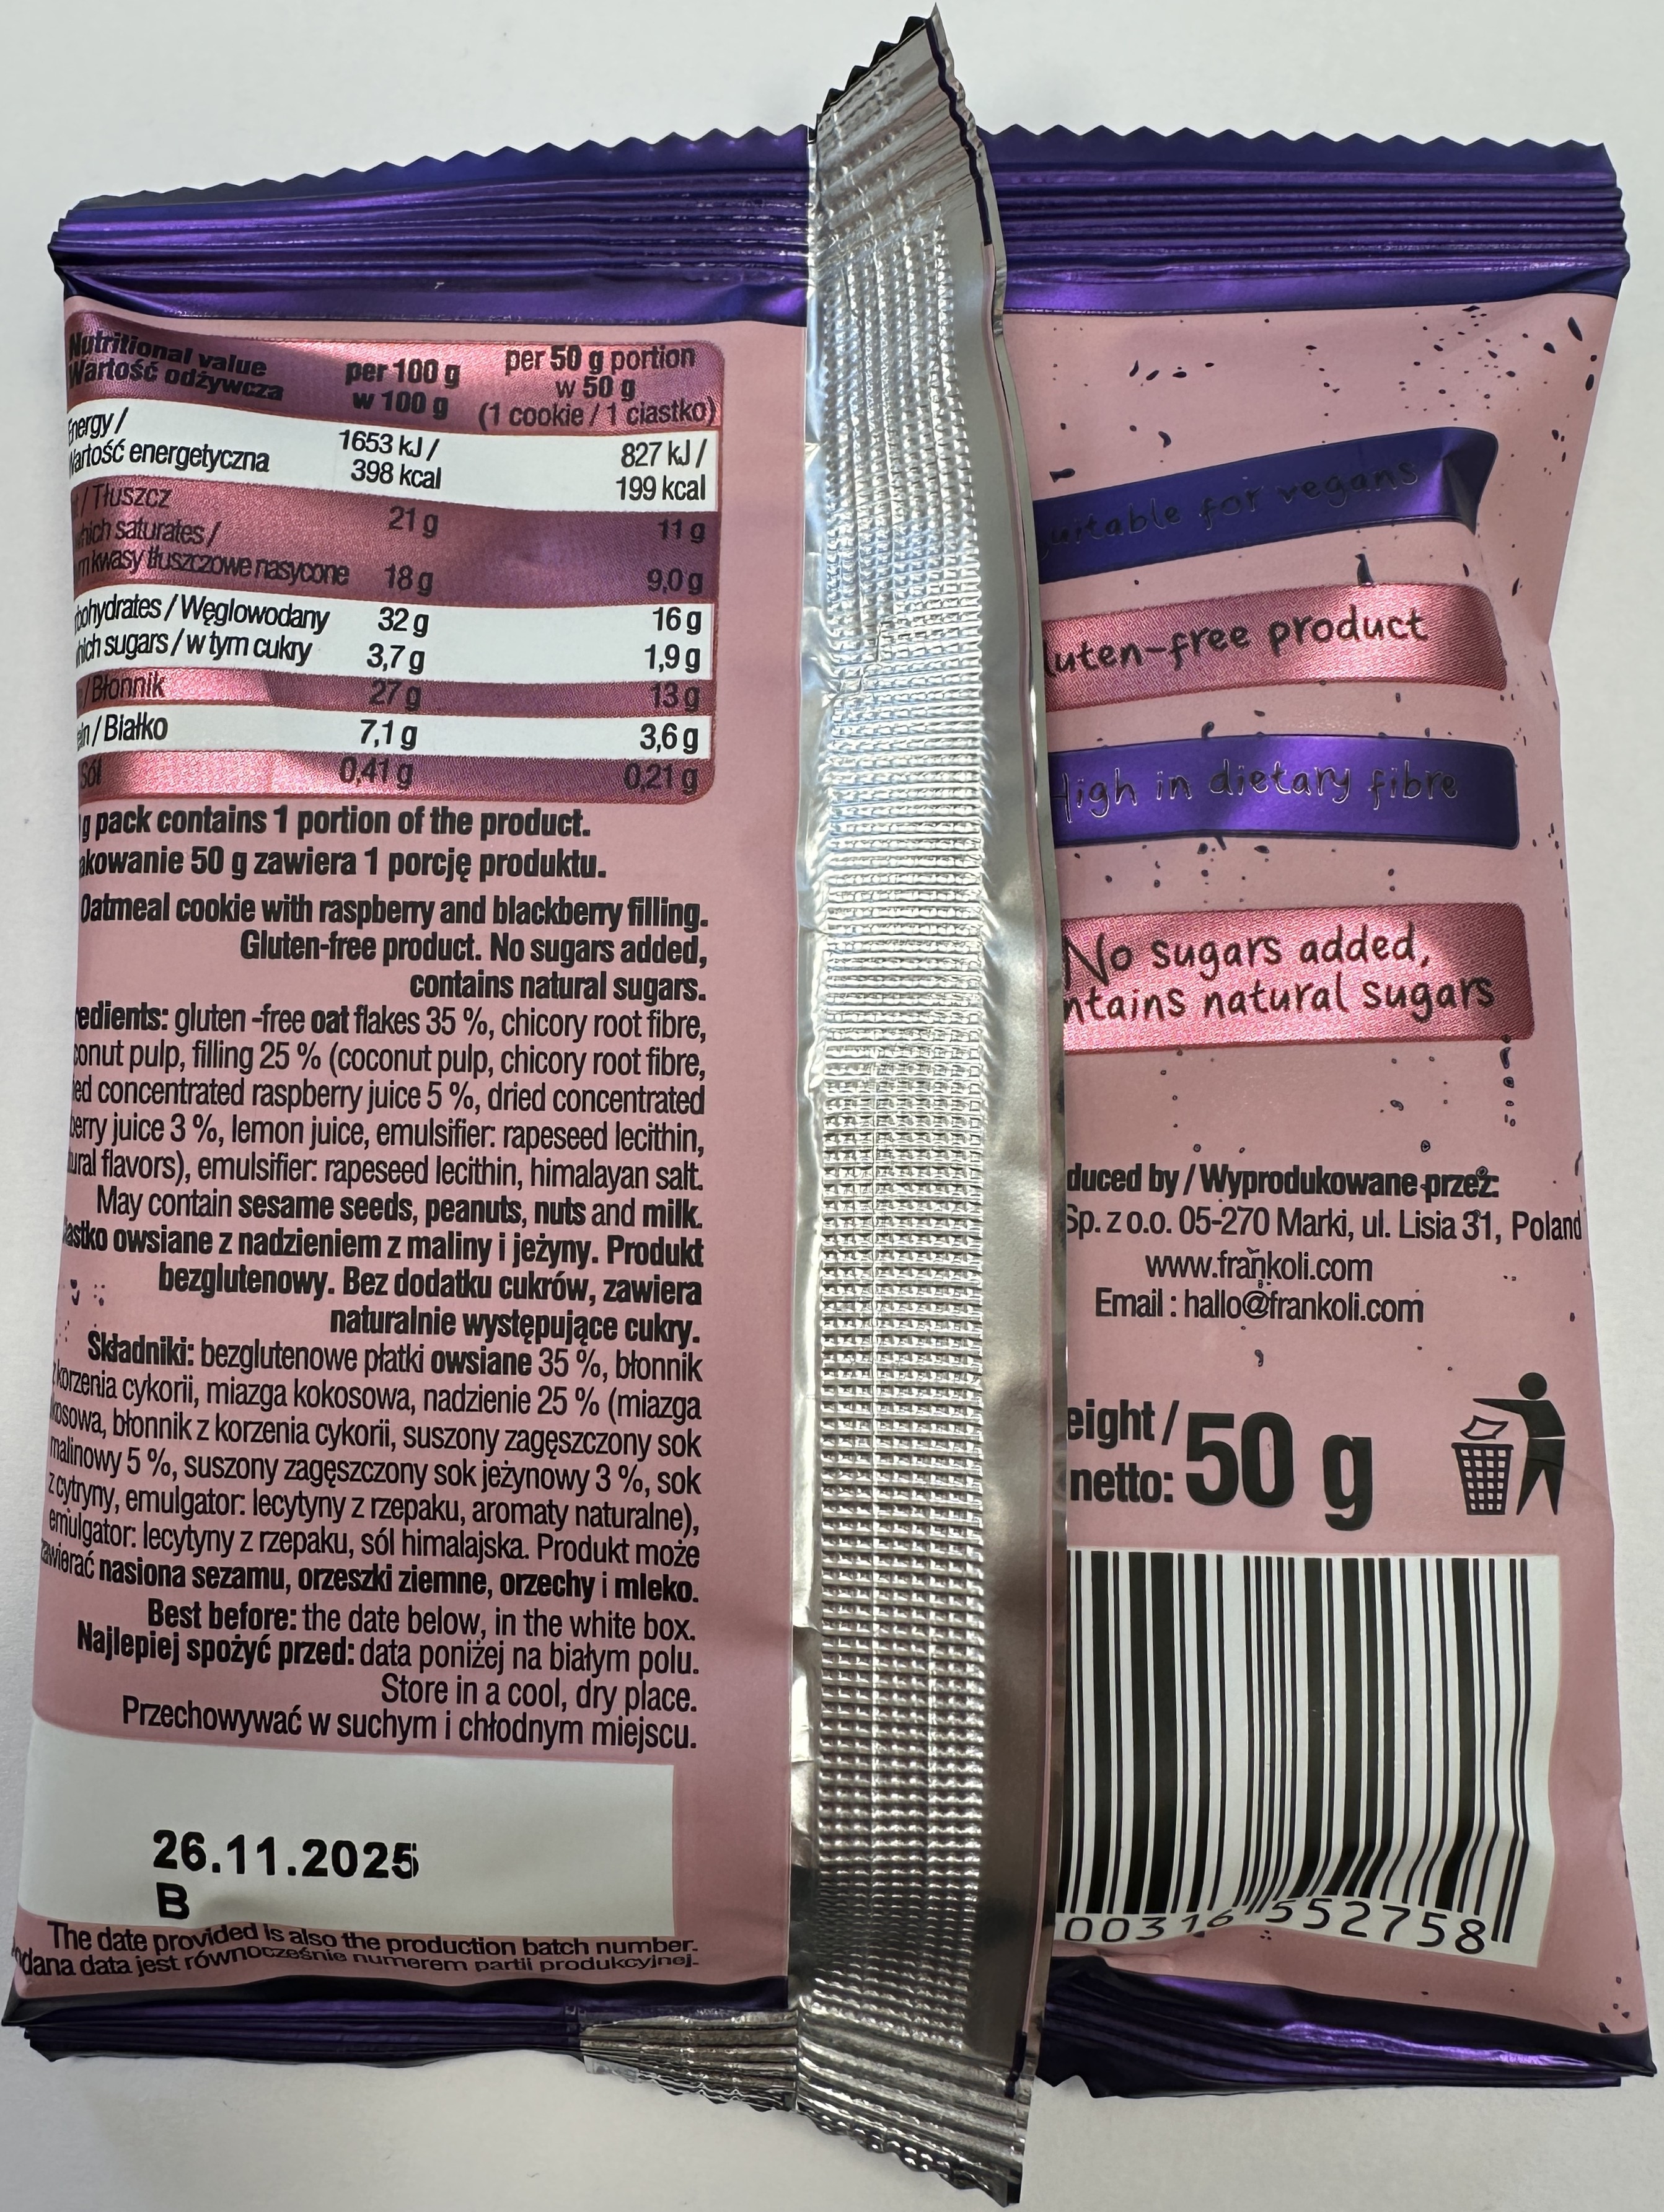 Nutritional value
Wartość odżywcza
per 100 g
w 100 g
per 50 g portion
w 50 g
(1 cookie / 1 ciastko)
Energy /
Wartość energetyczna
1653 kJ /
398 kcal
827 kJ /
199 kcal
/ Tłuszcz
21 g
11 g
which saturates /
kwasy tłuszczowe nasycone
18 g
9,0 g
bohydrates / Węglowodany
32 g
16 g
hich sugars / w tym cukry
3,7 g
1,9 g
/ Błonnik
27 g
13 g
/ Białko
7,1 g
3,6 g
Sól
0,41 g
0,21 g
g pack contains 1 portion of the product.
akowanie 50 g zawiera 1 porcję produktu.
Oatmeal cookie with raspberry and blackberry filling.
Gluten-free product. No sugars added,
contains natural sugars.
edients: gluten -free oat flakes 35 %, chicory root fibre,
conut pulp, filling 25 % (coconut pulp, chicory root fibre,
ied concentrated raspberry juice 5 %, dried concentrated
berry juice 3 %, lemon juice, emulsifier: rapeseed lecithin,
ural flavors), emulsifier: rapeseed lecithin, himalayan salt.
May contain sesame seeds, peanuts, nuts and milk.
iastko owsiane z nadzieniem z maliny i jeżyny. Produkt
bezglutenowy. Bez dodatku cukrów, zawiera
naturalnie występujące cukry.
Składniki: bezglutenowe płatki owsiane 35 %, błonnik
z korzenia cykorii, miazga kokosowa, nadzienie 25 % (miazga
kosowa, błonnik z korzenia cykorii, suszony zagęszczony sok
malinowy 5 %, suszony zagęszczony sok jeżynowy 3 %, sok
z cytryny, emulgator: lecytyny z rzepaku, aromaty naturalne),
emulgator: lecytyny z rzepaku, sól himalajska. Produkt może
zawierać nasiona sezamu, orzeszki ziemne, orzechy i mleko.
Best before: the date below, in the white box.
Najlepiej spożyć przed: data poniżej na białym polu.
Store in a cool, dry place.
Przechowywać w suchym i chłodnym miejscu.
26.11.2025
B
The date provided is also the production batch number.
odana data jest równocześnie numerem partii produkcyjnej.
uitable for vegans
luten-free product
High in dietary fibre
No sugars added,
ntains natural sugars
duced by / Wyprodukowane przez:
Sp. z o.o. 05-270 Marki, ul. Lisia 31, Poland
www.frankoli.com
Email : hallo@frankoli.com
eight /
netto: 50 g
00316 552758